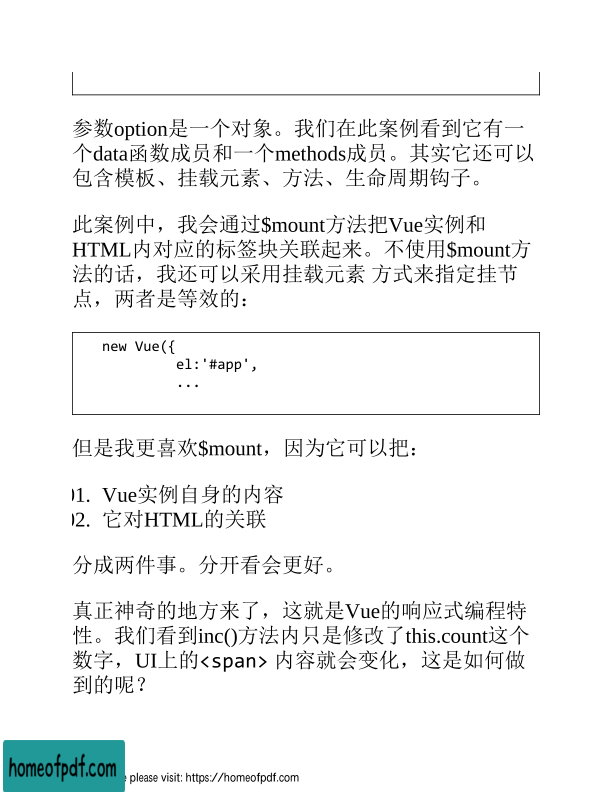 参数option是一个对象。我们在此案例看到它有一
个data函数成员和一个methods成员。其实它还可以
包含模板、挂载元素、方法、生命周期钩子。
此案例中，我会通过$mount方法把Vue实例和
HTML内对应的标签块关联起来。不使用$mount方
法的话，我还可以采用挂载元素 方式来指定挂节
点，两者是等效的：
new Vue({
el:'#app',
...
但是我更喜欢$mount，因为它可以把：
01. Vue实例自身的内容
02. 它对HTML的关联
分成两件事。分开看会更好。
真正神奇的地方来了，这就是Vue的响应式编程特
性。我们看到inc()方法内只是修改了this.count这个
数字，UI上的<span> 内容就会变化，这是如何做
到的呢？
homeofpdf.com
please visit: https://homeofpdf.com